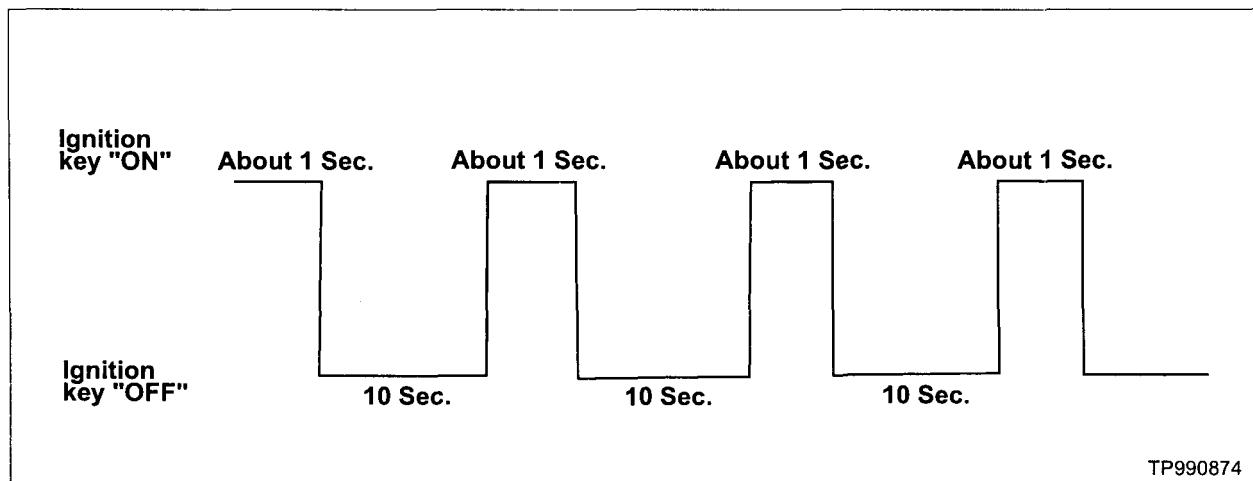 Ignition
key "ON"
About 1 Sec. About 1 Sec. About 1 Sec. About 1 Sec.
Ignition
key "OFF"
10 Sec. 10 Sec. 10 Sec.
TP990874